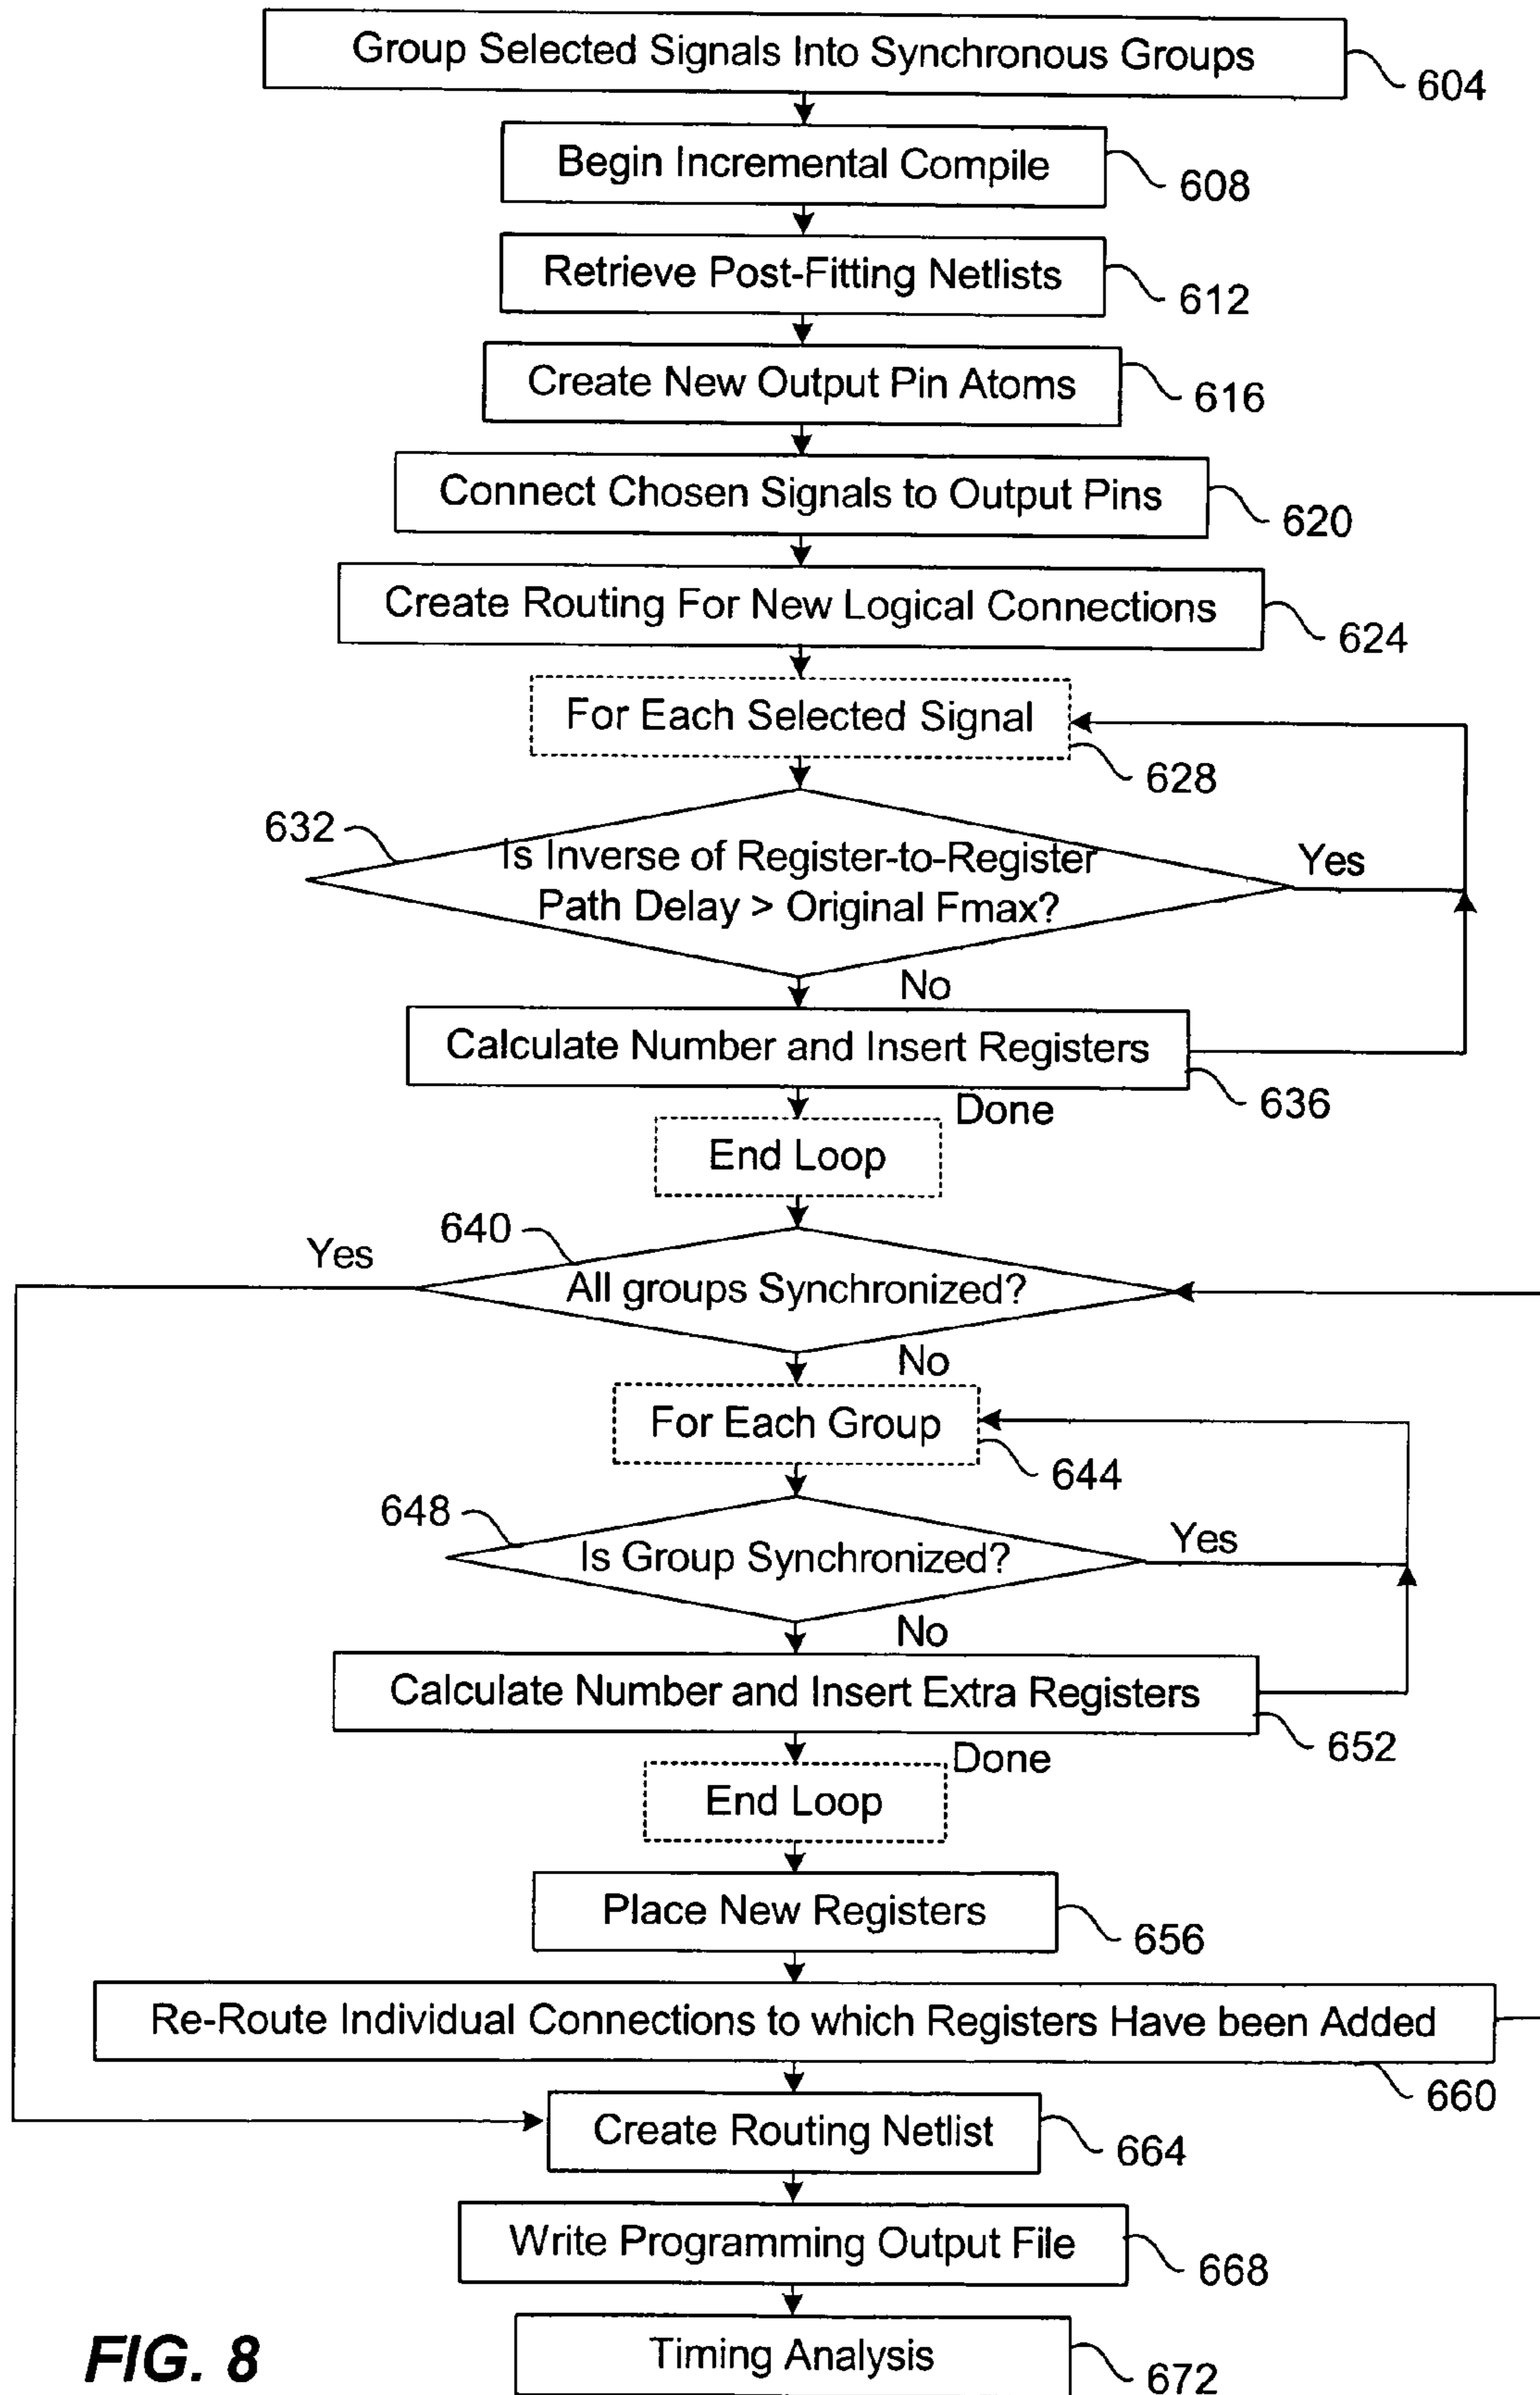 Group Selected Signals Into Synchronous Groups
604
Begin Incremental Compile
608
Retrieve Post-Fitting Netlists
612
Create New Output Pin Atoms
616
Connect Chosen Signals to Output Pins
620
Create Routing For New Logical Connections
624
For Each Selected Signal
628
632
Is Inverse of Register-to-Register
Path Delay > Original Fmax?
Yes
No
Calculate Number and Insert Registers
636
Done
End Loop
640
Yes
All groups Synchronized?
No
For Each Group
644
648
Is Group Synchronized?
Yes
No
Calculate Number and Insert Extra Registers
652
Done
End Loop
Place New Registers
656
Re-Route Individual Connections to which Registers Have been Added
660
Create Routing Netlist
664
Write Programming Output File
668
Timing Analysis
672
FIG. 8